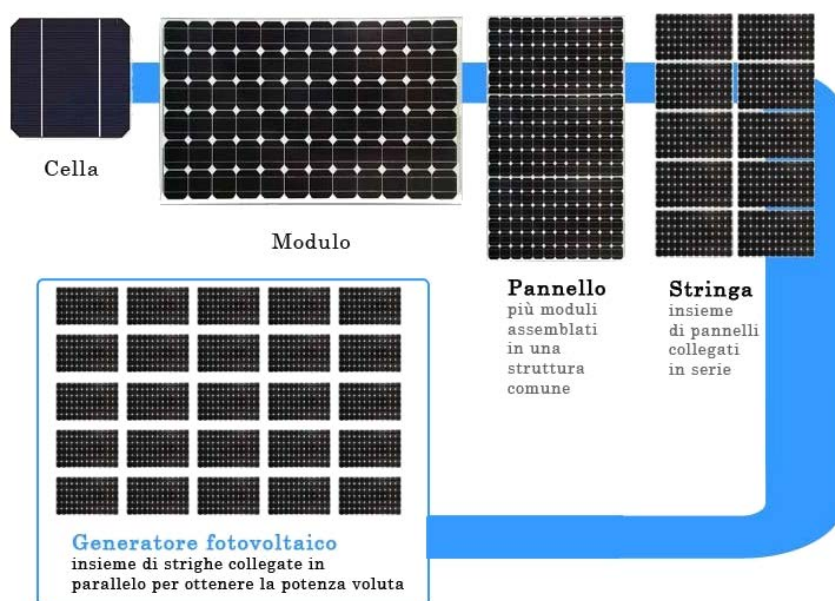 Cella
Modulo
Pannello
più moduli
assemblati
in una
struttura
comune
Stringa
insieme
di pannelli
collegati
in serie
Generatore fotovoltaico
insieme di strighe collegate in
parallelo per ottenere la potenza voluta